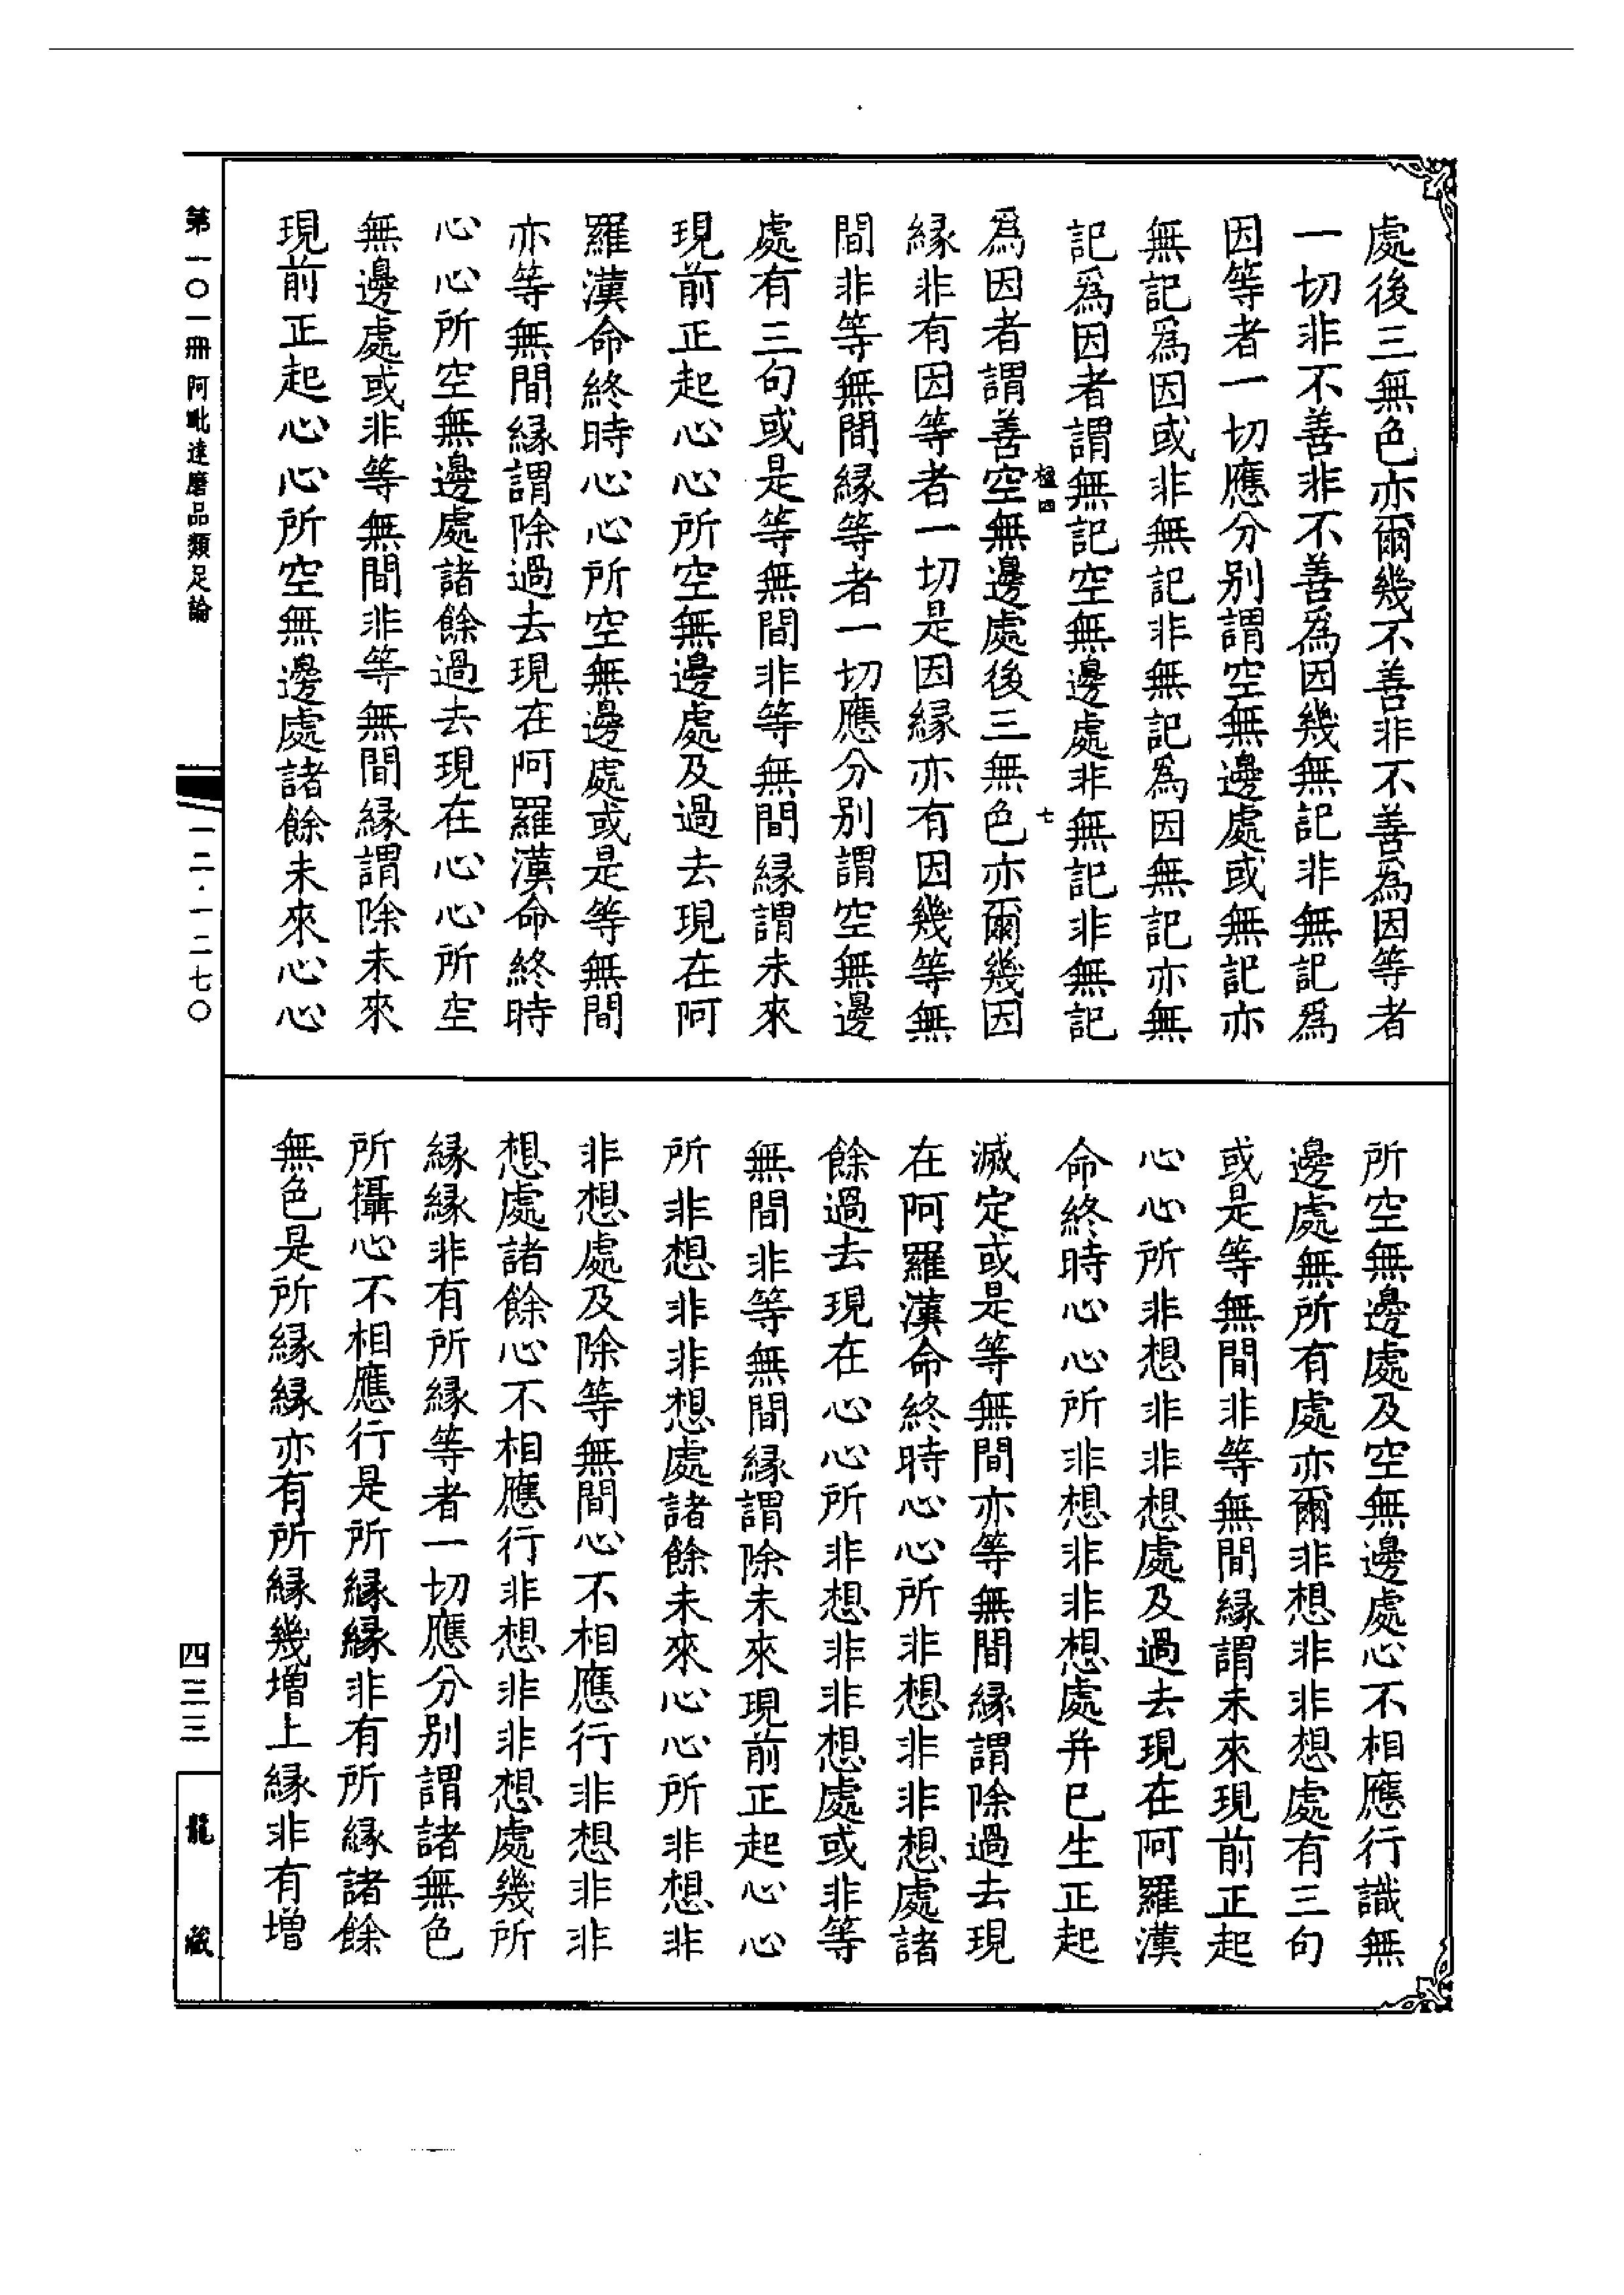 處後三無色亦爾幾不善非不善為因等者
一切非不善非不善為因幾無記非無記爲
因等者一切應分别謂空無邊處或無記亦
無記爲因或非無記非無記為因無記亦無
記爲因者謂無記空無邊處非無記非無記
為因者謂善空無邊處後三無色亦爾幾因
緣非有因等者一切是因緣亦有因幾等無
間非等無間緣等者一切應分别謂空無邊
處有三句或是等無間非等無間緣謂未來
現前正起心心所空無邊處及過去現在阿
羅漢命終時心心所空無邊處或是等無間
亦等無間緣謂除過去現在阿羅漢命終時
心心所空無邊處諸餘過去現在心心所空
無邊處或非等無間非等無間緣謂除未來
現前正起心心所空無邊處諸餘未來心心
所空無邊處及空無邊處心不相應行識無
邊處無所有處亦爾非想非非想處有三句
或是等無間非等無間緣謂未來現前正起
心心所非想非非想處及過去現在阿羅漢
命終時心心所非想非非想處并已生正起
滅定或是等無間亦等無間緣謂除過去現
在阿羅漢命終時心心所非想非非想處諸
餘過去現在心心所非想非非想處或非等
無間非等無間緣謂除未來現前正起心心
所非想非非想處諸餘未來心心所非想非
非想處及除等無間心不相應行非想非非
想處諸餘心不相應行非想非非想處幾所
緣緣非有所緣等者一切應分别謂諸無色
所攝心不相應行是所緣緣非有所緣諸餘
無色是所緣緣亦有所緣幾增上緣非有增
楹四
七
第一〇一册 阿毗達磨品類足論
一二·一二七〇
四三三
龍藏